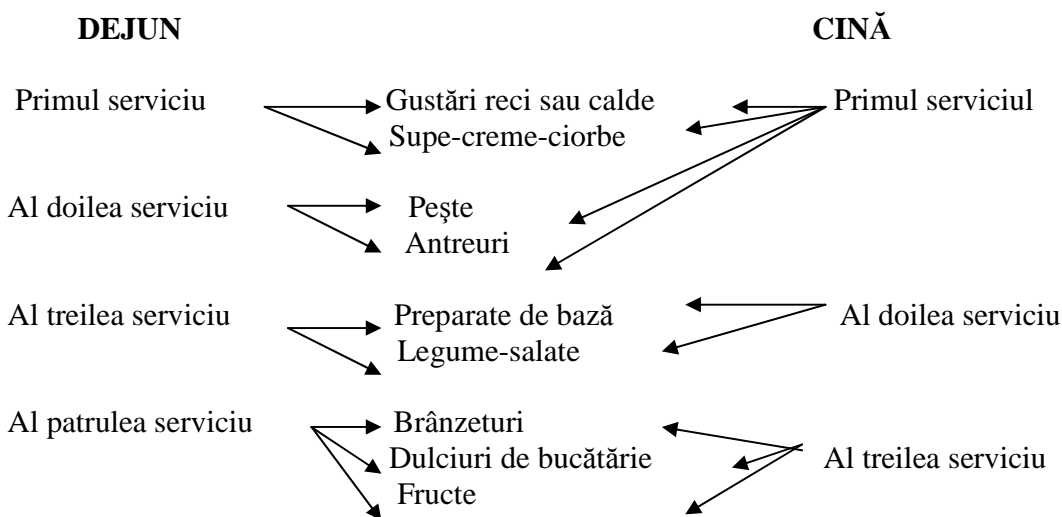 DEJUN CINĂ
Primul serviciu Gustări reci sau calde Primul serviciul
Supe-creme-ciorbe
Al doilea serviciu Peşte
Antreuri
Al treilea serviciu Preparate de bază Al doilea serviciu
Legume-salate
Al patrulea serviciu Brânzeturi
Dulciuri de bucătărie Al treilea serviciu
Fructe